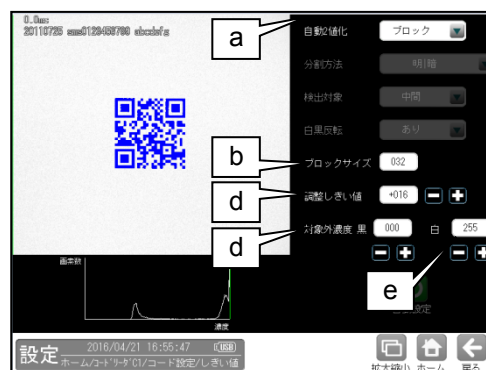 0.0ms:
20110725 sms0123456789 abcdefg
a
自動2値化 ブロック
分割方法 明|暗
検出対象 中間
白黒反転 あり
b
ブロックサイズ 032
d
調整しきい値 +016
d
対象外濃度 黒 000 白 255
e
画素数
濃度
設定
2016/04/21 16:55:47 USB
ホーム/コードリーダC1/コード設定/しきい値
拡大縮小 ホーム 戻る